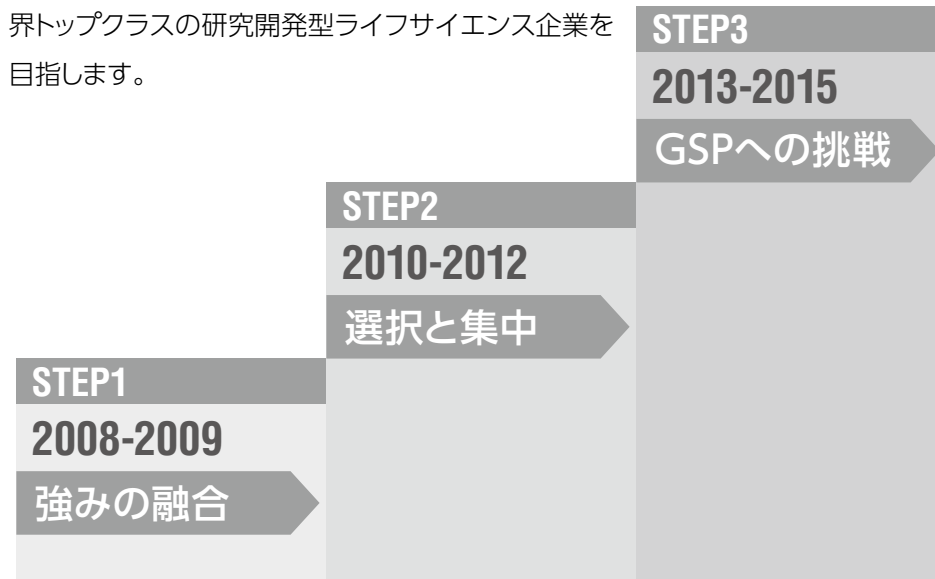 界トップクラスの研究開発型ライフサイエンス企業を
目指します。
STEP3
2013-2015
GSPへの挑戦
STEP2
2010-2012
選択と集中
STEP1
2008-2009
強みの融合